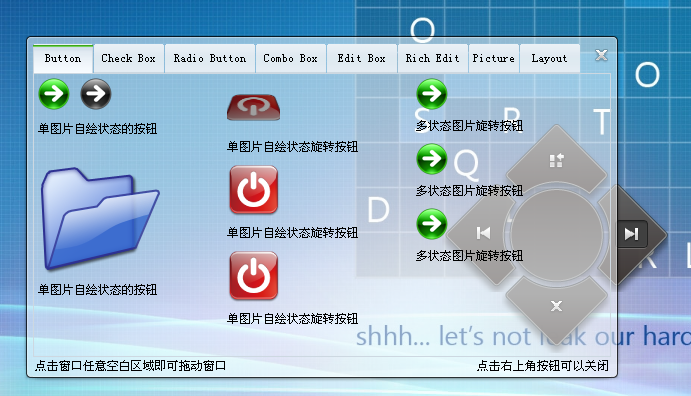 Button Check Box Radio Button Combo Box Edit Box Rich Edit Picture Layout
单图片自绘状态的按钮
单图片自绘状态的按钮
单图片自绘状态旋转按钮
单图片自绘状态旋转按钮
单图片自绘状态旋转按钮
多状态图片旋转按钮
多状态图片旋转按钮
多状态图片旋转按钮
O
O
S R T
Q
D
R
shhh... let's not leak our hard
点击窗口任意空白区域即可拖动窗口
点击右上角按钮可以关闭